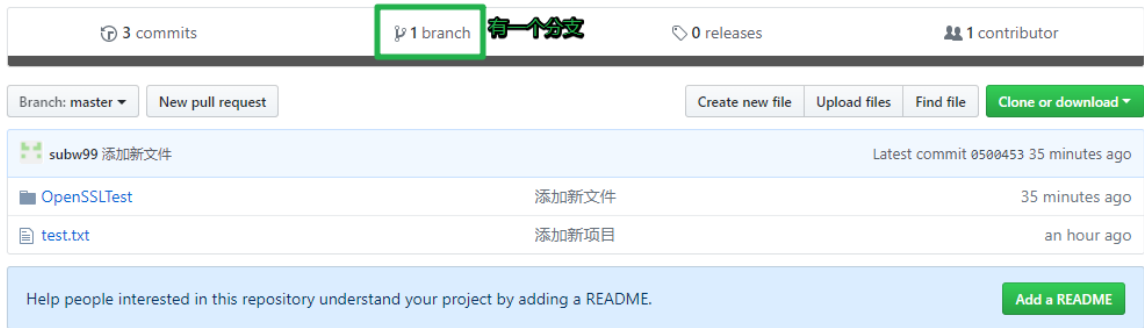 3 commits 1 branch 有一个分支 0 releases 1 contributor
Branch: master New pull request Create new file Upload files Find file Clone or download
subw99 添加新文件 Latest commit 0500453 35 minutes ago
OpenSSLTest 添加新文件 35 minutes ago
test.txt 添加新项目 an hour ago
Help people interested in this repository understand your project by adding a README. Add a README